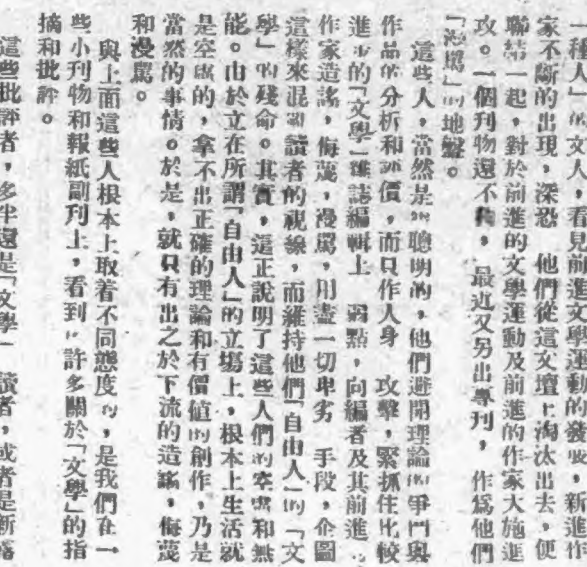 一種人」的文人,看見前進文學運動的發展,新進作
家不斷的出現,深恐他們從這文壇上淘汰出去,便
聯結一起,對於前進的文學運動及前進的作家大施進
攻。一個刊物還不夠,最近又另出專刊,作爲他們
「謾罵」的地盤。
這些人,當然是聰明的,他們避開理論的爭鬥與
作品的分析和評價,而只作人身攻擊,緊抓住比較
進步的「文學」雜誌編輯上弱點,向編者及其前進
作家造謠,侮蔑,謾罵,用盡一切卑劣手段,企圖
這樣來混淆讀者的視線,而維持他們「自由人」的「文
學」的殘命。其實,這正說明了這些人們的空虛和無
能。由於立在所謂「自由人」的立塲上,根本上生活就
是空虛的,拿不出正確的理論和有價値的創作,乃是
當然的事情。於是,就只有出之於下流的造謠,侮蔑
和漫罵。
與上面這些人根本上取着不同態度的,是我們在一
些小刊物和報紙副刋上,看到許多關於「文學」的指
摘和批評。
這些批評者,多半還是「文學」讀者,或者是新